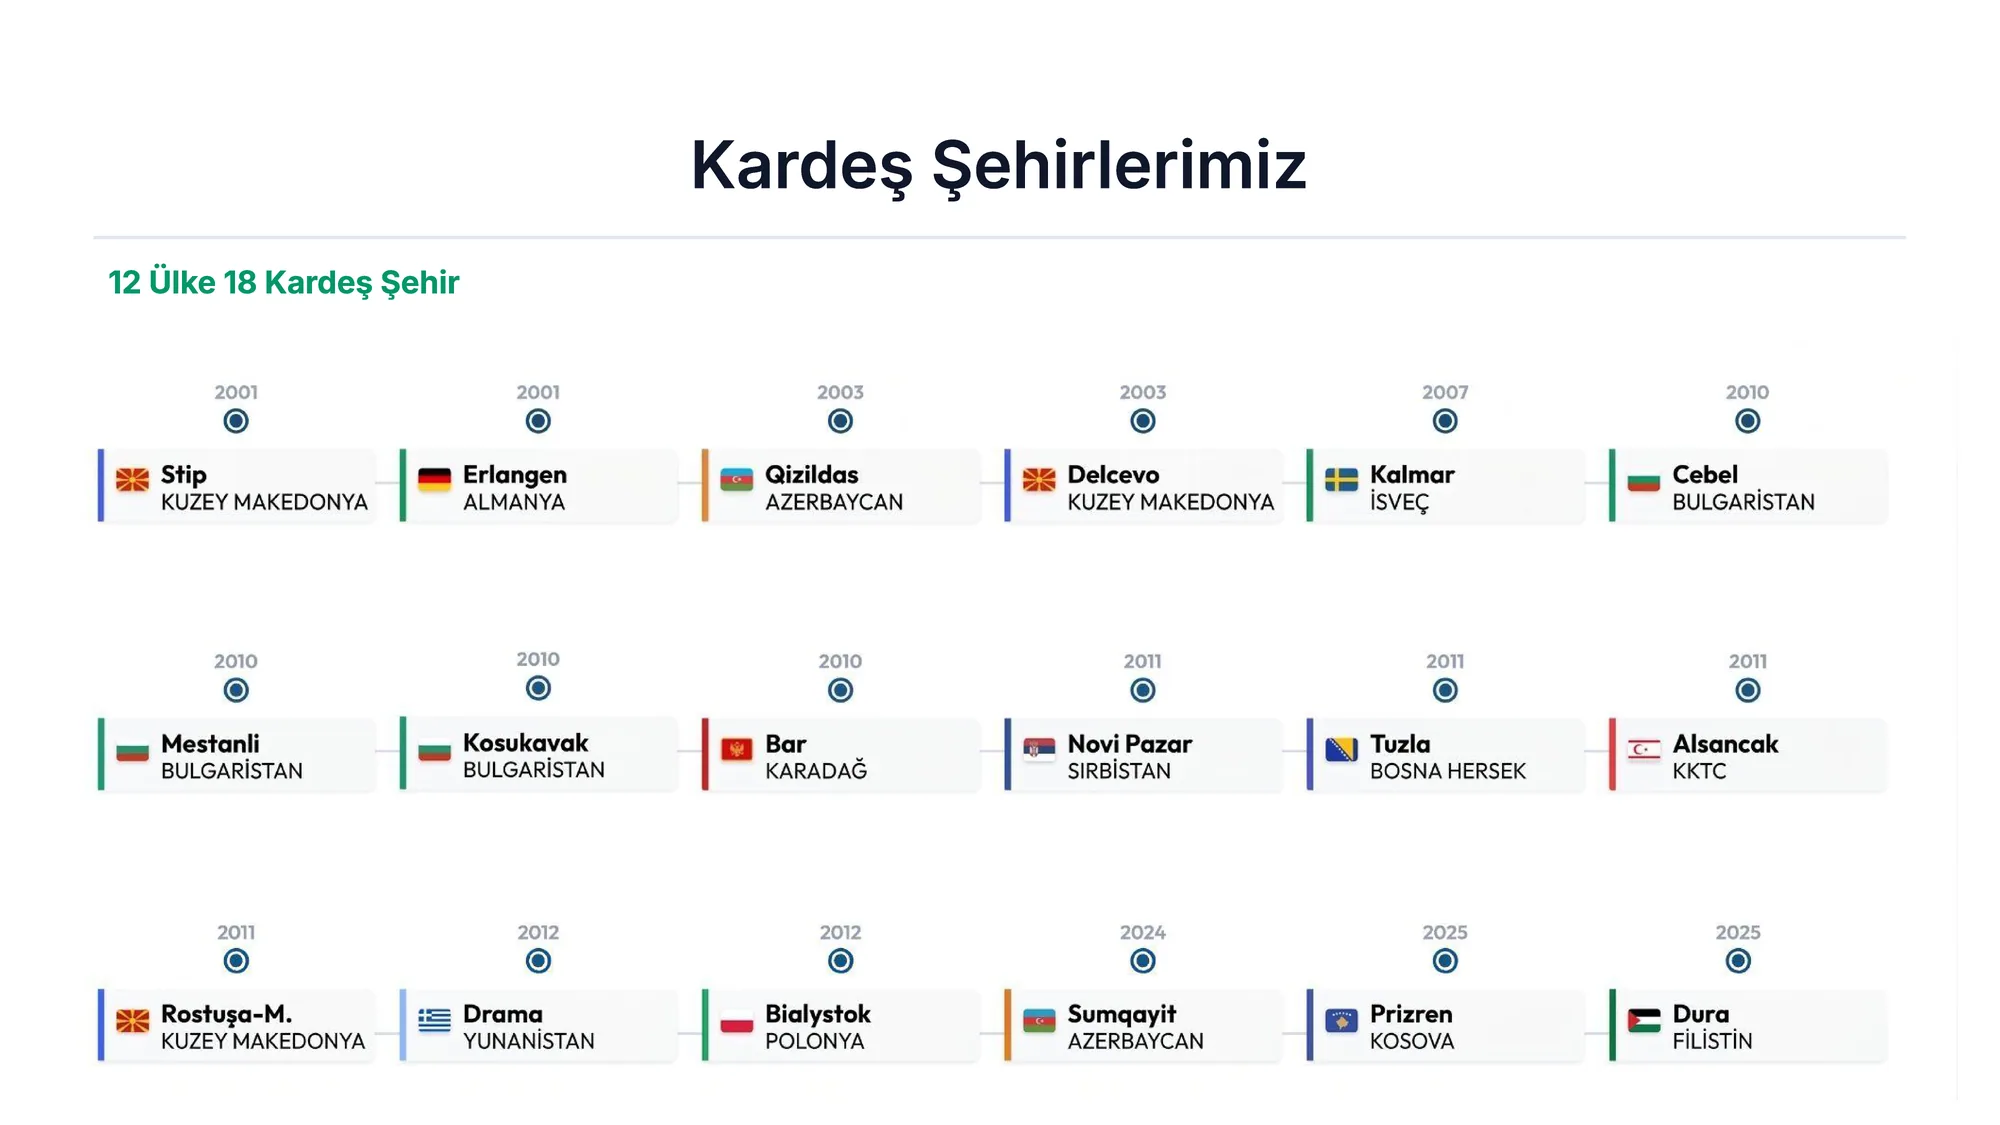 Kardeş Şehirlerimiz
12 Ülke 18 Kardeş Şehir
2001
Stip
KUZEY MAKEDONYA
2001
Erlangen
ALMANYA
2003
Qizildas
AZERBAYCAN
2003
Delcevo
KUZEY MAKEDONYA
2007
Kalmar
İSVEÇ
2010
Cebel
BULGARİSTAN
2010
Mestanli
BULGARİSTAN
2010
Kosukavak
BULGARİSTAN
2010
Bar
KARADAĞ
2011
Novi Pazar
SIRBİSTAN
2011
Tuzla
BOSNA HERSEK
2011
Alsancak
KKTC
2011
Rostuşa-M.
KUZEY MAKEDONYA
2012
Drama
YUNANİSTAN
2012
Bialystok
POLONYA
2024
Sumqayit
AZERBAYCAN
2025
Prizren
KOSOVA
2025
Dura
FİLİSTİN